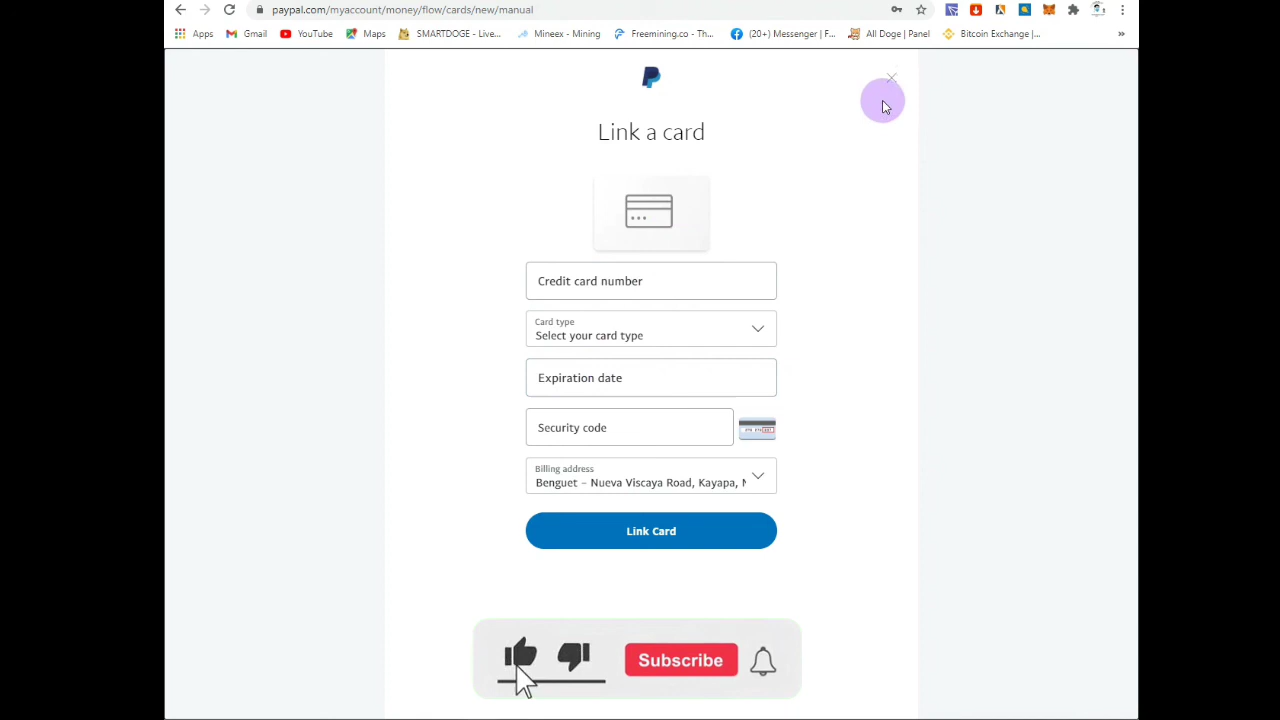 paypal.com/myaccount/money/flow/cards/new/manual
Apps Gmail YouTube Maps SMARTDOGE - Live... Mineex - Mining Freemining.co - Th... (20+) Messenger | F... All Doge | Panel Bitcoin Exchange |... »
Link a card
Credit card number
Card type
Select your card type
Expiration date
Security code
Billing address
Benguet - Nueva Viscaya Road, Kayapa, N
Link Card
Subscribe